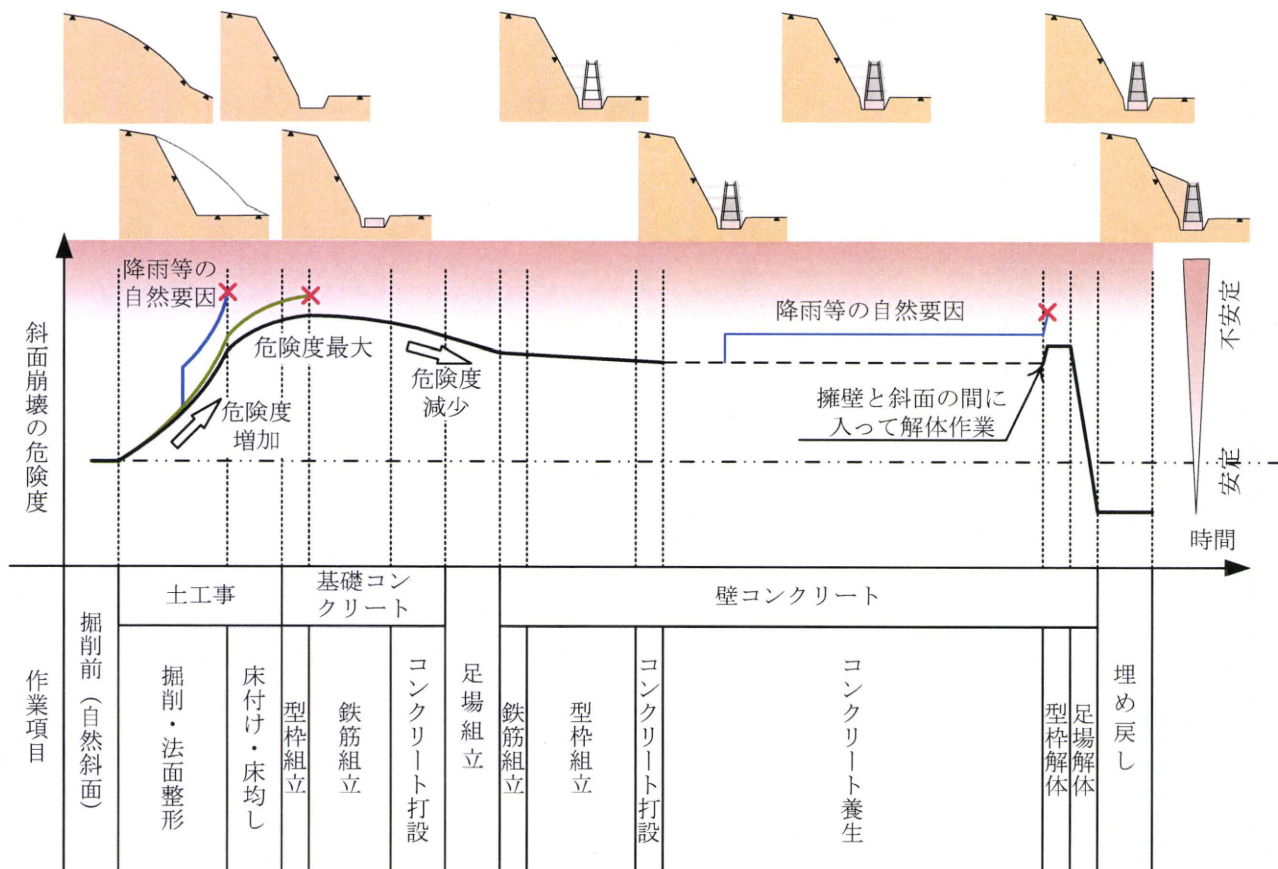 降雨等の
自然要因
危険度最大
危険度
増加
危険度
減少
降雨等の自然要因
擁壁と斜面の間に
入って解体作業
斜面崩壊の危険度
不安定
安定
時間
作業項目
掘削前（自然斜面）
土工事
掘削・法面整形
床付け・床均し
基礎コン
クリート
型枠組立
鉄筋組立
コンクリート打設
足場組立
壁コンクリート
鉄筋組立
型枠組立
コンクリート打設
コンクリート養生
型枠解体
足場解体
埋め戻し